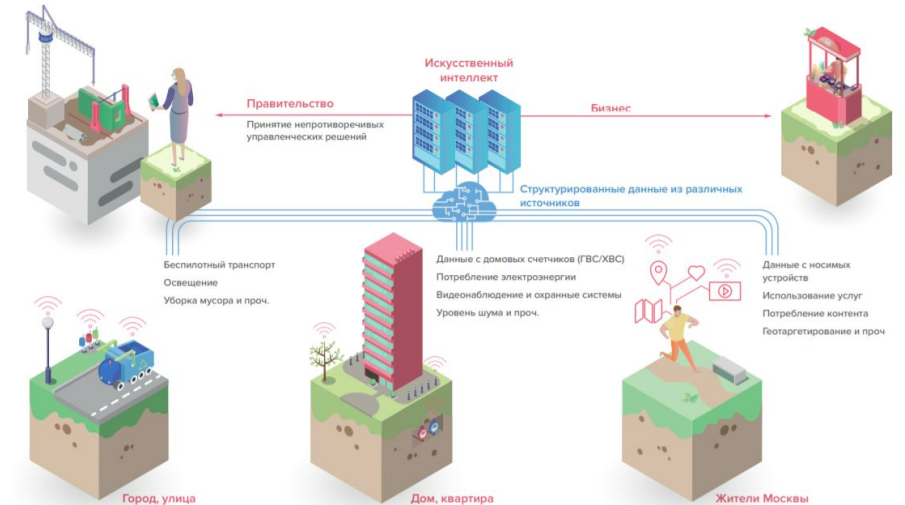 Искусственный
интеллект
Правительство
Принятие непротиворечивых
управленческих решений
Бизнес
Структурированные данные из различных
источников
Беспилотный транспорт
Освещение
Уборка мусора и проч.
Данные с домовых счетчиков (ГВС/ХВС)
Потребление электроэнергии
Видеонаблюдение и охранные системы
Уровень шума и проч.
Данные с носимых
устройств
Использование услуг
Потребление контента
Геотаргетирование и проч
Город, улица
Дом, квартира
Жители Москвы